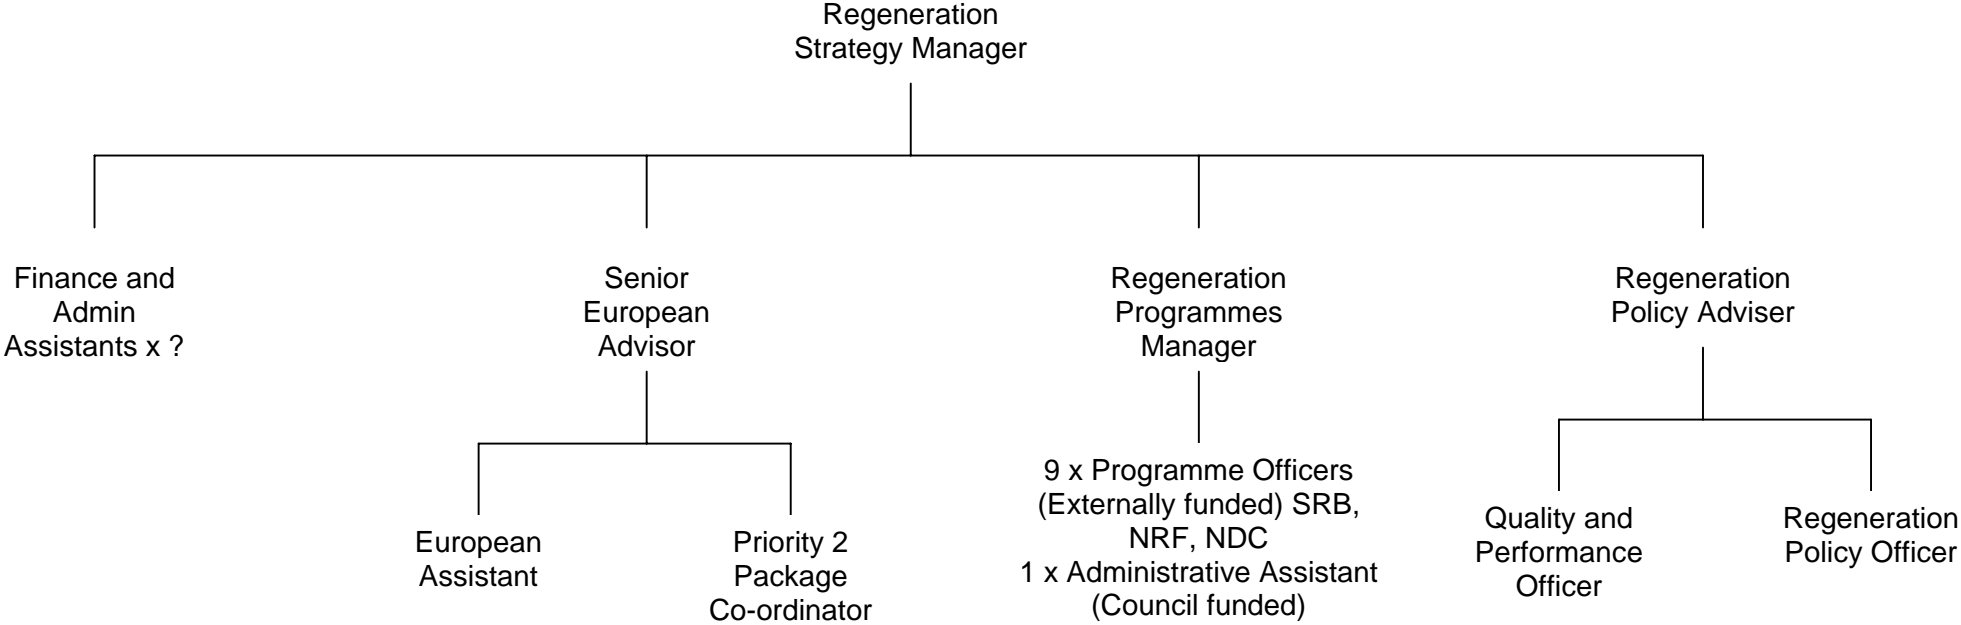 Regeneration
Strategy Manager
Finance and
Admin
Assistants x ?
Senior
European
Advisor
Regeneration
Programmes
Manager
Regeneration
Policy Adviser
European
Assistant
Priority 2
Package
Co-ordinator
9 x Programme Officers
(Externally funded) SRB,
NRF, NDC
1 x Administrative Assistant
(Council funded)
Quality and
Performance
Officer
Regeneration
Policy Officer